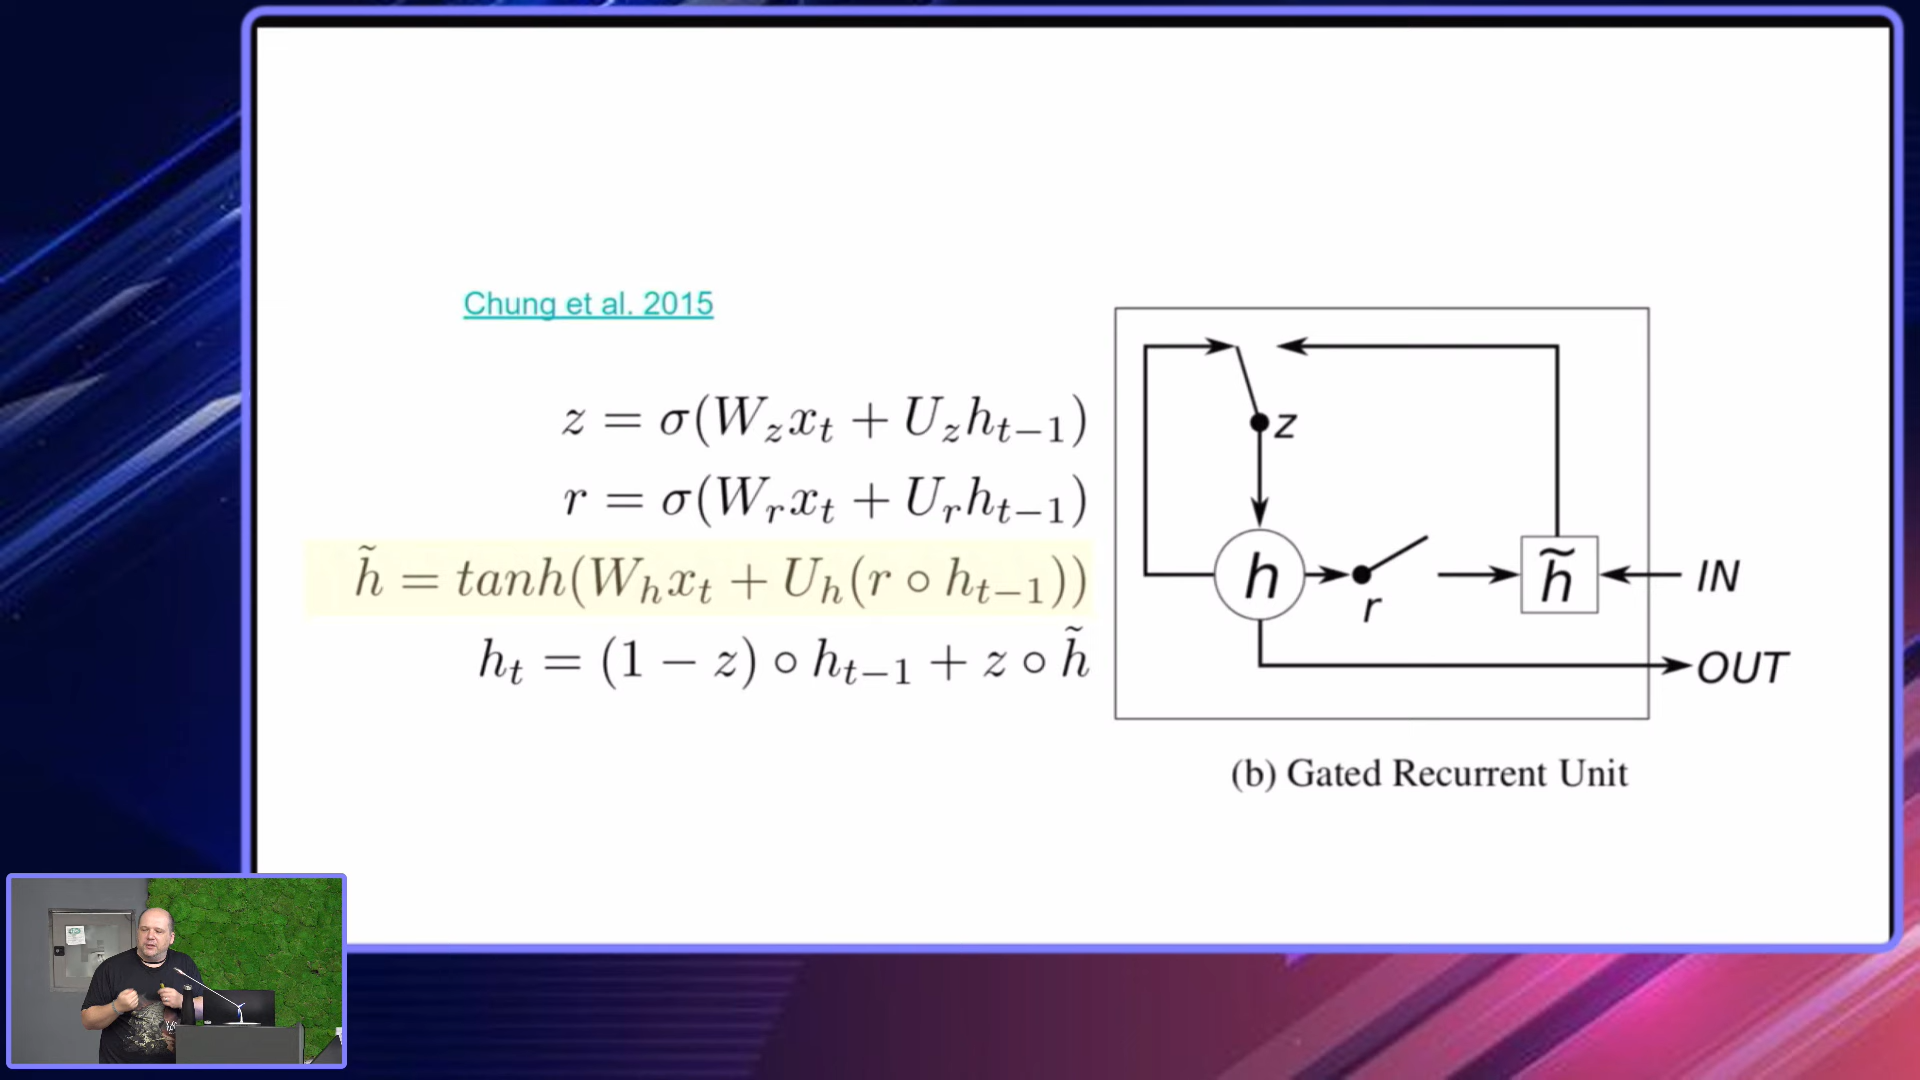 Chung et al. 2015
z = σ(W_z x_t + U_z h_{t−1})
r = σ(W_r x_t + U_r h_{t−1})
h̃ = tanh(W_h x_t + U_h(r ∘ h_{t−1}))
h_t = (1 − z) ∘ h_{t−1} + z ∘ h̃
z
h
r
h̃
IN
OUT
(b) Gated Recurrent Unit